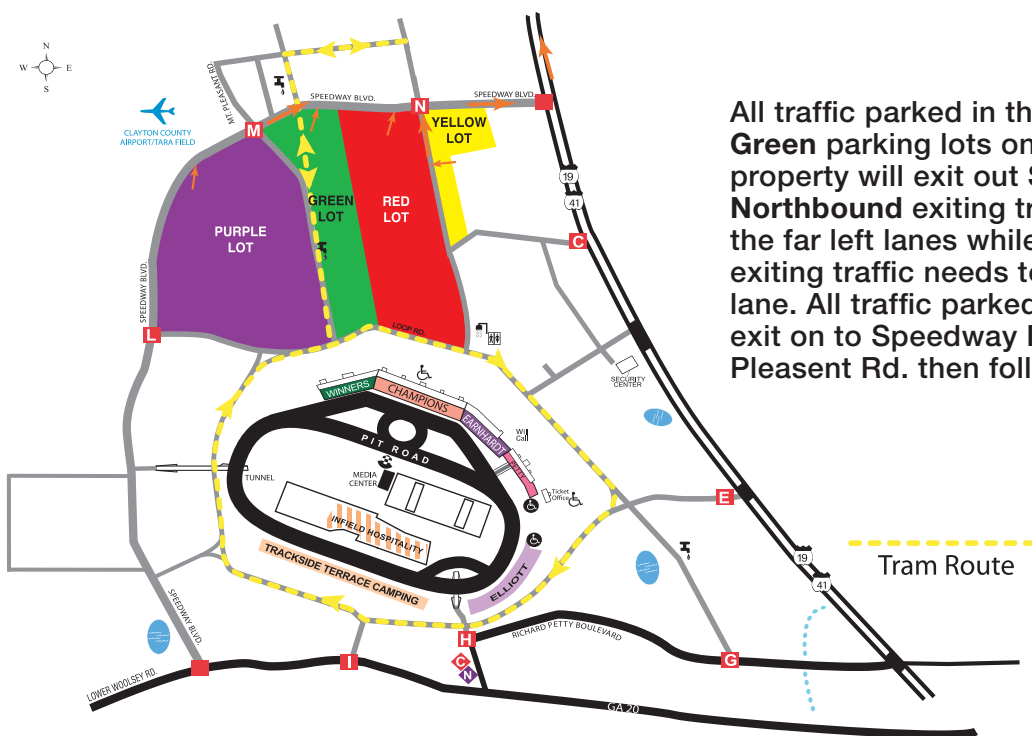 N
W E
S
CLAYTON COUNTY
AIRPORT/TARA FIELD
MT. PLEASANT RD.
SPEEDWAY BLVD.
SPEEDWAY BLVD.
M
N
YELLOW
LOT
GREEN
LOT
RED
LOT
PURPLE
LOT
19
41
C
SPEEDWAY BLVD.
L
LOOP RD.
SECURITY
CENTER
All traffic parked in th
Green parking lots on
property will exit out S
Northbound exiting tr
the far left lanes while
exiting traffic needs to
lane. All traffic parked
exit on to Speedway
Pleasent Rd. then foll
WINNERS
CHAMPIONS
EARNHARDT
Will
Call
PIT ROAD
MEDIA
CENTER
TUNNEL
Ticket
Office
E
INFIELD HOSPITALITY
TRACKSIDE TERRACE CAMPING
ELLIOTT
19
41
Tram Route
SPEEDWAY BLVD.
H
RICHARD PETTY BOULEVARD
I
G
C
N
LOWER WOOLSEY RD.
GA 20